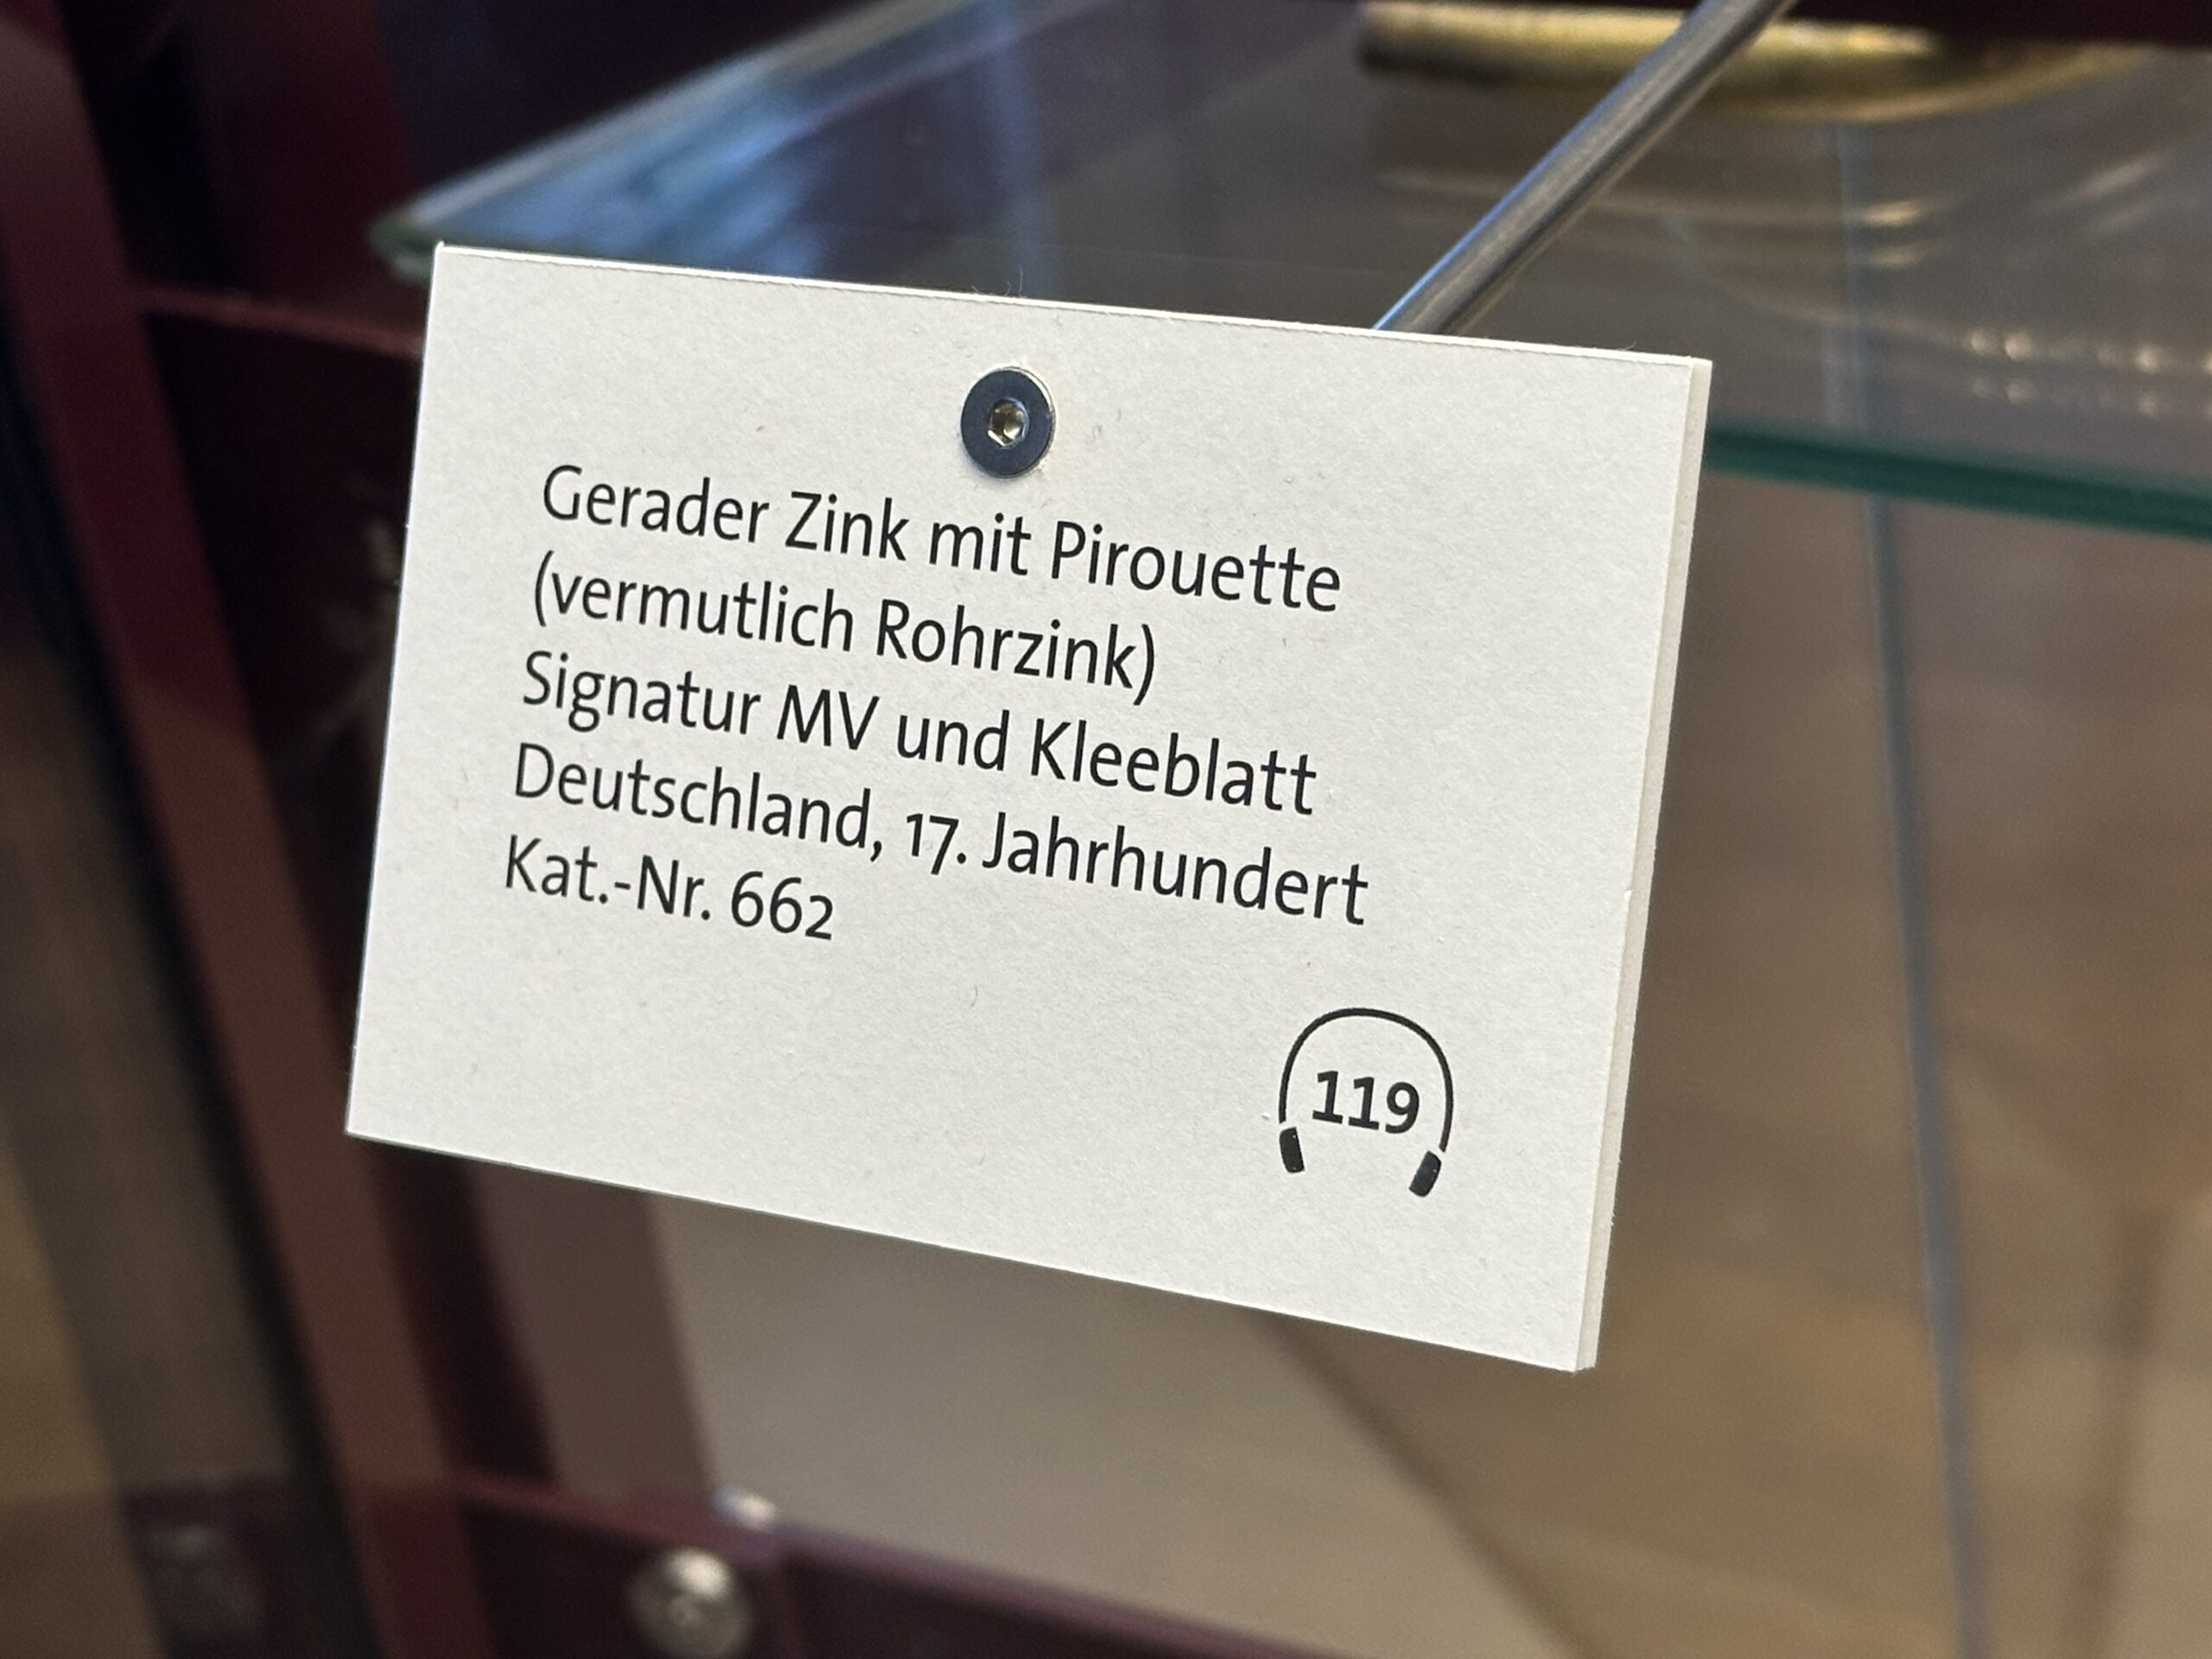 Gerader Zink mit Pirouette
(vermutlich Rohrzink)
Signatur MV und Kleeblatt
Deutschland, 17. Jahrhundert
Kat.-Nr. 662
119